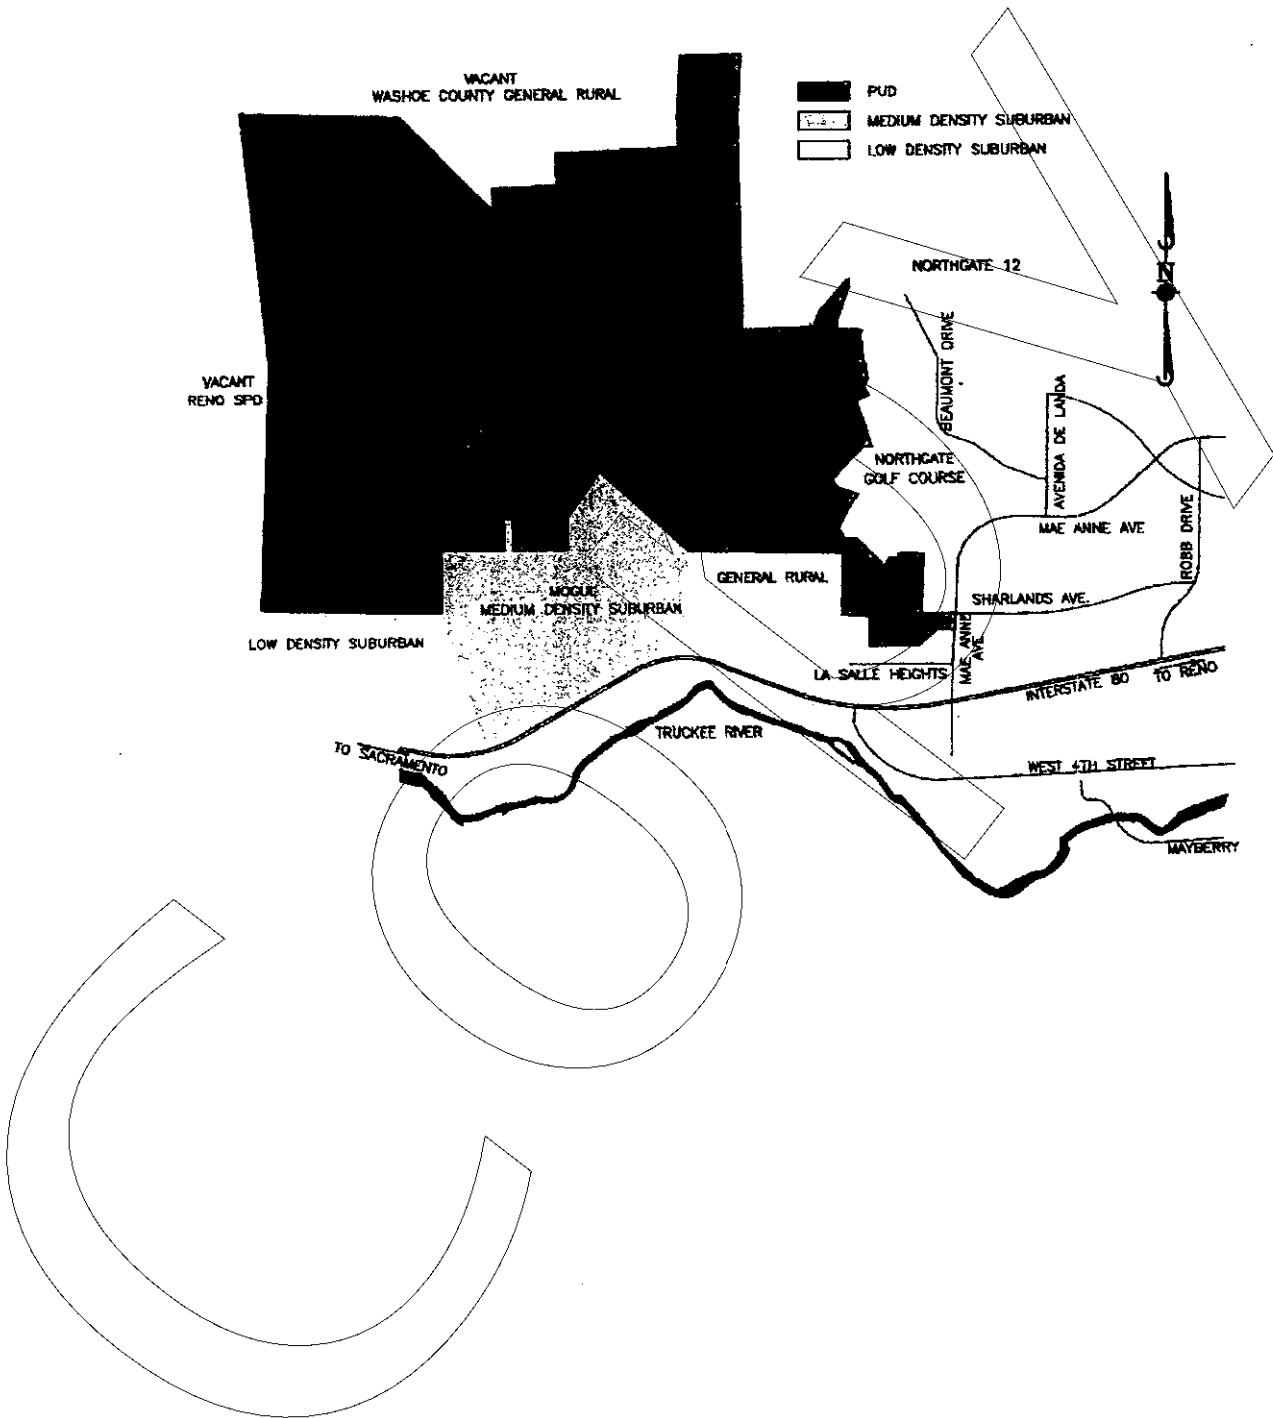 VACANT
WASHOE COUNTY GENERAL RURAL
PUD
MEDIUM DENSITY SUBURBAN
LOW DENSITY SUBURBAN
N
NORTHGATE 12
BEAUMONT DRIVE
AVENIDA DE LANDA
VACANT
RENO SPD
NORTHGATE
GOLF COURSE
MAE ANNE AVE
ROBB DRIVE
GENERAL RURAL
MOGUL
MEDIUM DENSITY SUBURBAN
SHARLANDS AVE.
LOW DENSITY SUBURBAN
MAE ANNE
AVE.
LA SALLE HEIGHTS
INTERSTATE 80
TO RENO
TRUCKEE RIVER
TO SACRAMENTO
WEST 4TH STREET
MAYBERRY
COPY